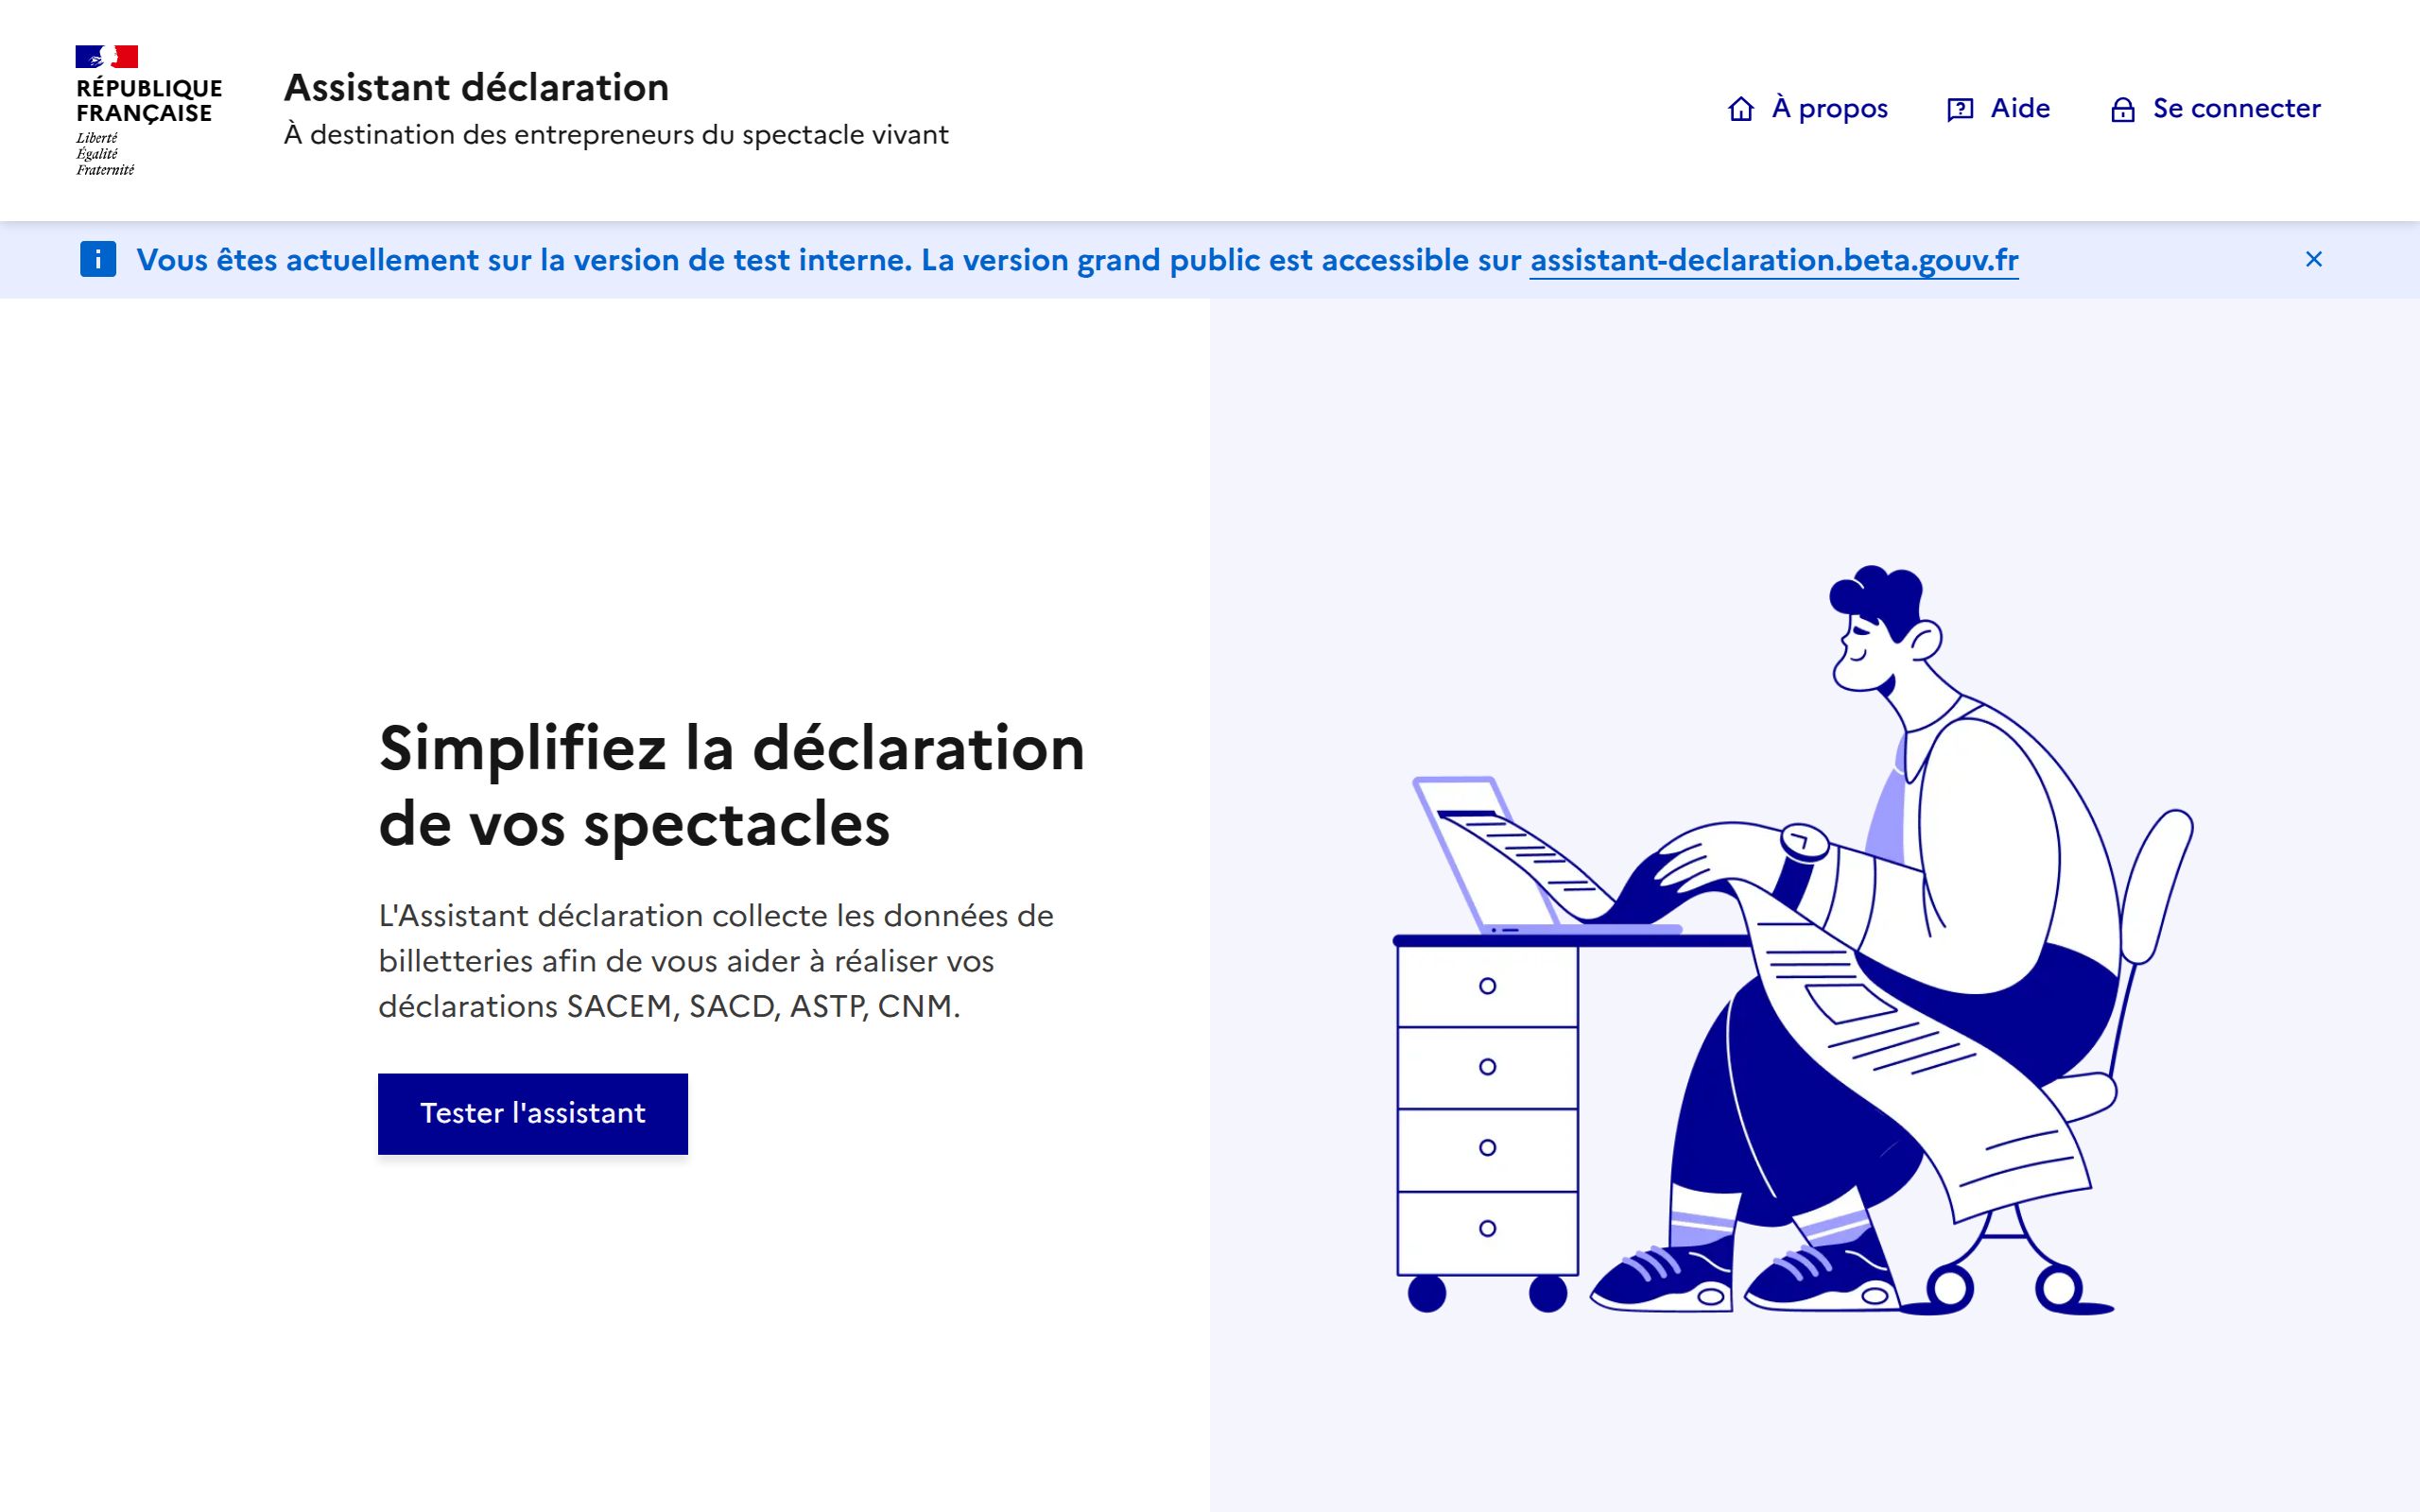 RÉPUBLIQUE
FRANÇAISE
Liberté
Égalité
Fraternité
Assistant déclaration
À destination des entrepreneurs du spectacle vivant
À propos
Aide
Se connecter
Vous êtes actuellement sur la version de test interne. La version grand public est accessible sur assistant-declaration.beta.gouv.fr
Simplifiez la déclaration
de vos spectacles
L'Assistant déclaration collecte les données de
billetteries afin de vous aider à réaliser vos
déclarations SACEM, SACD, ASTP, CNM.
Tester l'assistant